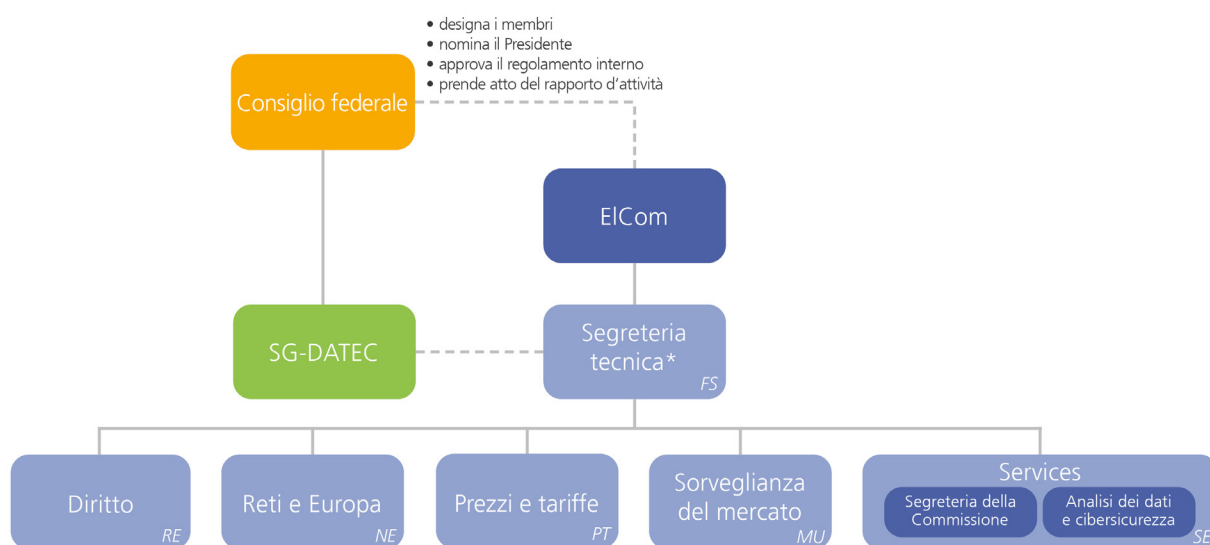 • designa i membri
• nomina il Presidente
• approva il regolamento interno
• prende atto del rapporto d'attività
Consiglio federale
ElCom
SG-DATEC
Segreteria
tecnica*
FS
Diritto
RE
Reti e Europa
NE
Prezzi e tariffe
PT
Sorveglianza
del mercato
MU
Services
Segreteria della
Commissione
Analisi dei dati
e cibersicurezza
SE